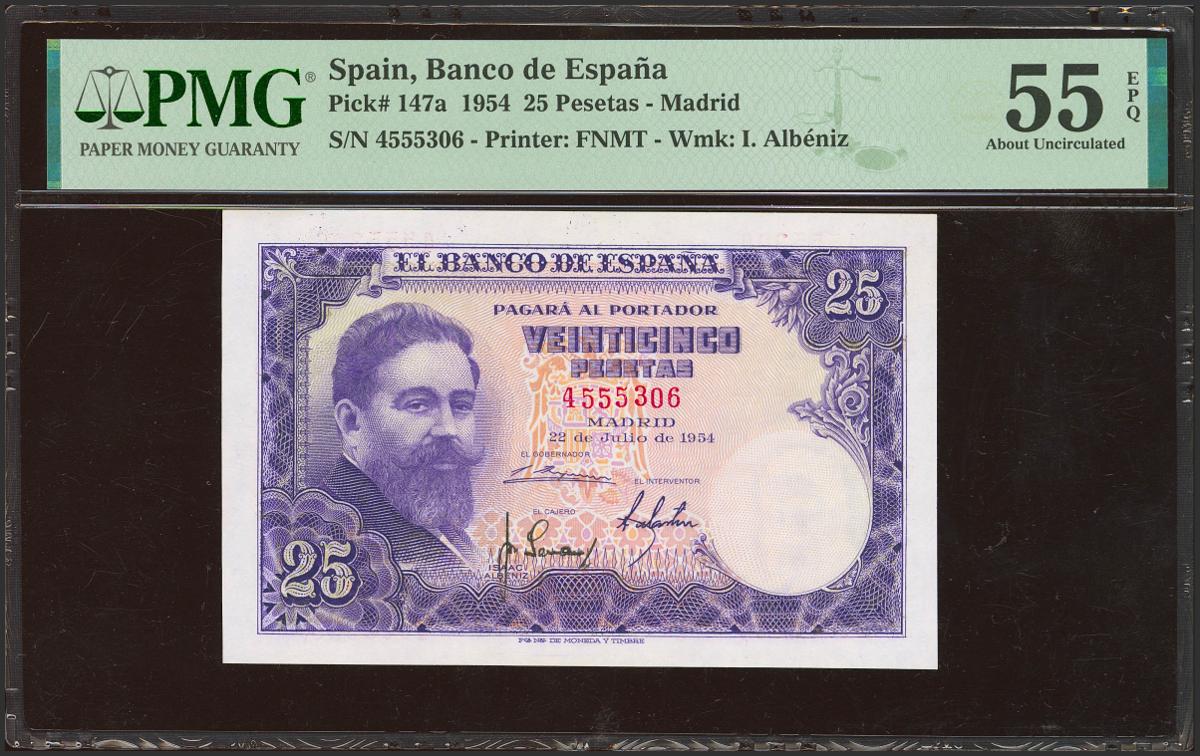 PMG®
PAPER MONEY GUARANTY
Spain, Banco de España
Pick# 147a 1954 25 Pesetas - Madrid
S/N 4555306 - Printer: FNMT - Wmk: I. Albéniz
55
EPQ
About Uncirculated
EL BANCO DE ESPAÑA
25
PAGARÁ AL PORTADOR
VEINTICINCO
PESETAS
4555306
MADRID
22 de Julio de 1954
EL GOBERNADOR
EL INTERVENTOR
EL CAJERO
ISAAC
ALBÉNIZ
25
FCA NAL DE MONEDA Y TIMBRE